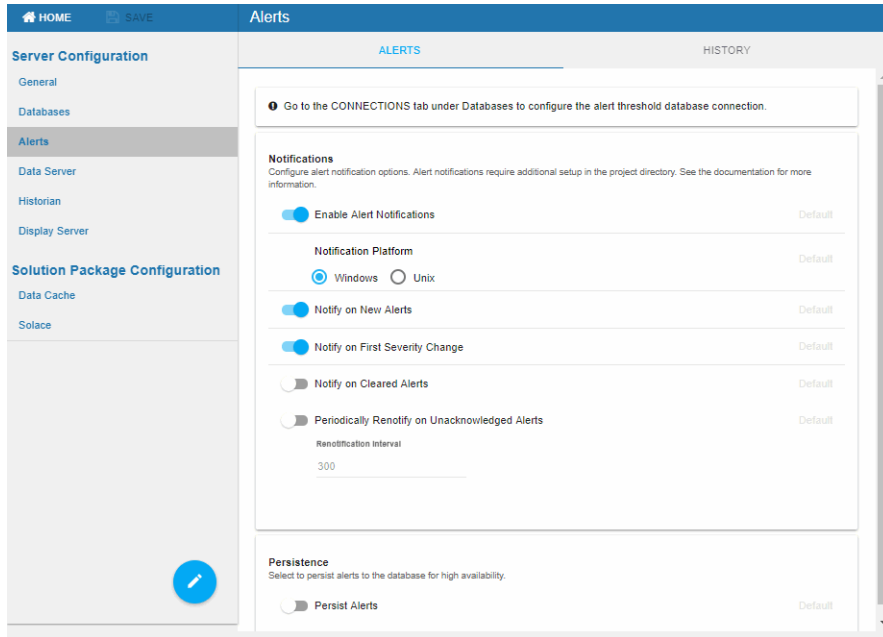 HOME
SAVE
Alerts
Server Configuration
General
Databases
Alerts
Data Server
Historian
Display Server
Solution Package Configuration
Data Cache
Solace
ALERTS
HISTORY
Go to the CONNECTIONS tab under Databases to configure the alert threshold database connection.
Notifications
Configure alert notification options. Alert notifications require additional setup in the project directory. See the documentation for more
information.
Enable Alert Notifications
Default
Notification Platform
Default
Windows
Unix
Notify on New Alerts
Default
Notify on First Severity Change
Default
Notify on Cleared Alerts
Default
Periodically Renotify on Unacknowledged Alerts
Default
Renotification Interval
300
Persistence
Select to persist alerts to the database for high availability.
Persist Alerts
Default